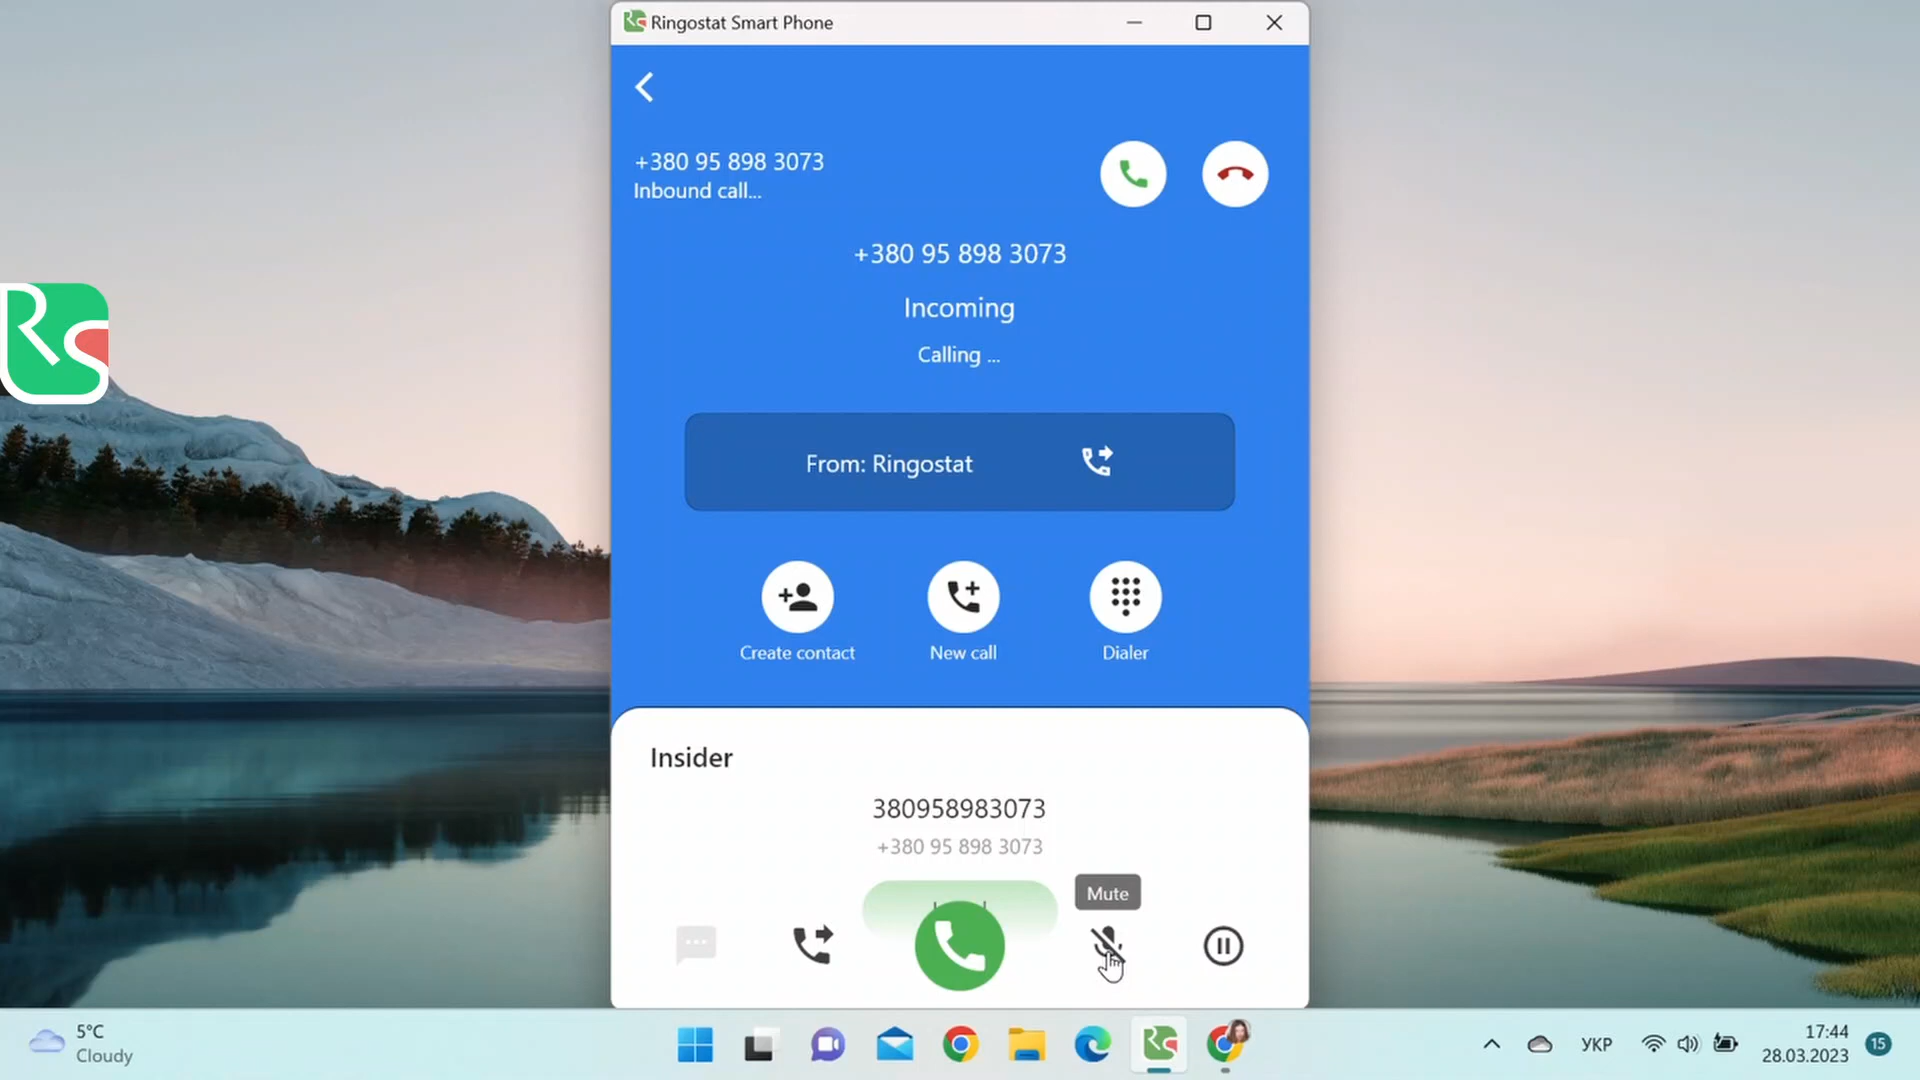 Ringostat Smart Phone
+380 95 898 3073
Inbound call...
+380 95 898 3073
Incoming
Calling ...
From: Ringostat
Create contact
New call
Dialer
Insider
380958983073
+380 95 898 3073
Mute
RS
5°C
Cloudy
УКР
17:44
28.03.2023
15